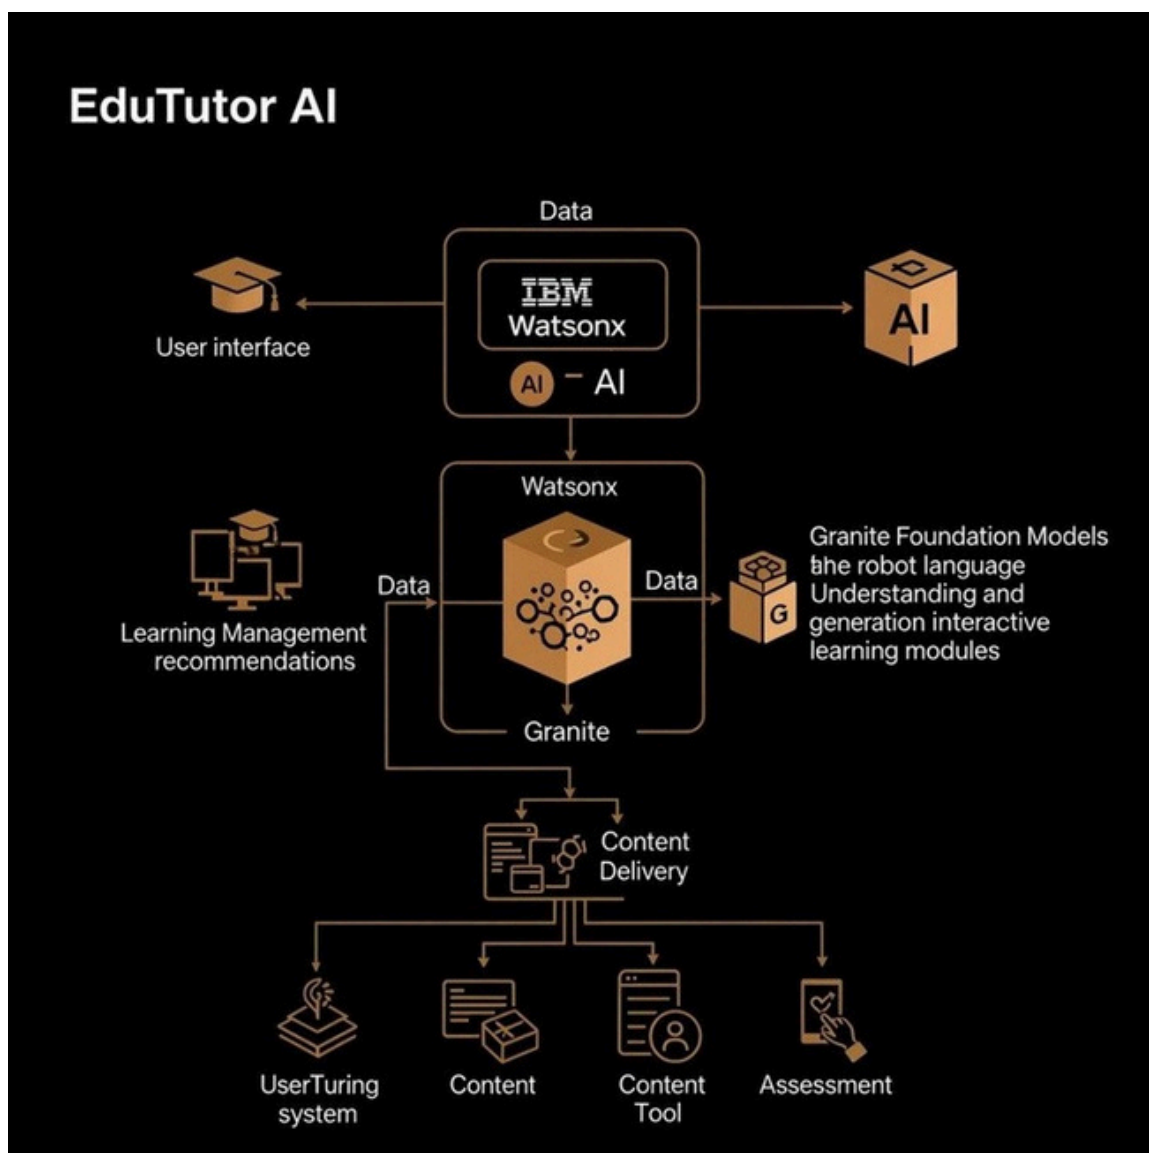 EduTutor AI
Data
IBM
Watsonx
AI – AI
User interface
AI
Watsonx
Data
Data
Granite
Learning Management
recommendations
G
Granite Foundation Models
the robot language
Understanding and
generation interactive
learning modules
Content
Delivery
UserTuring
system
Content
Content
Tool
Assessment